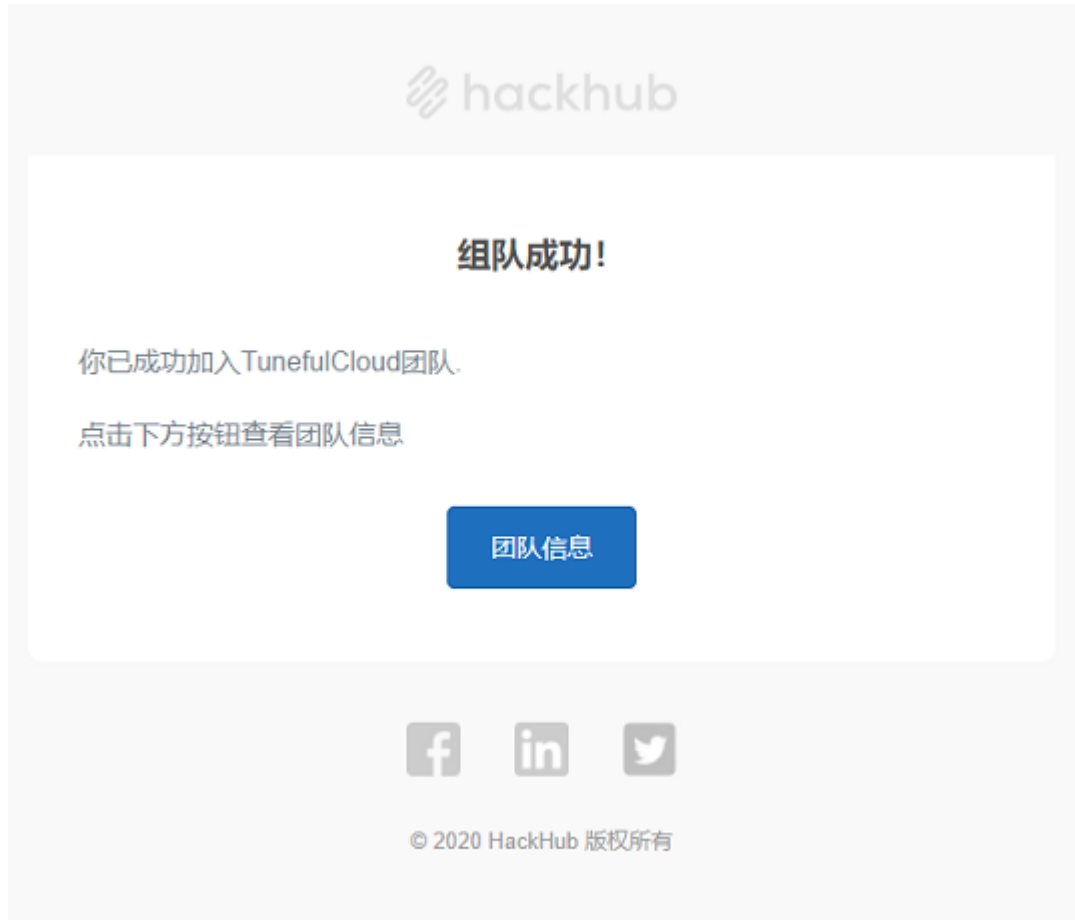 hackhub
组队成功!
你已成功加入TunefulCloud团队.
点击下方按钮查看团队信息
团队信息
© 2020 HackHub 版权所有